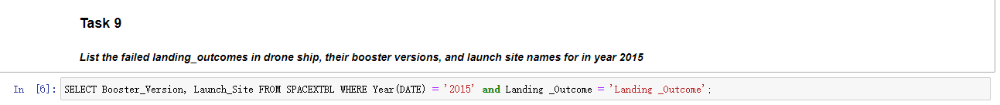 Task 9
List the failed landing_outcomes in drone ship, their booster versions, and launch site names for in year 2015
In [6]: SELECT Booster_Version, Launch_Site FROM SPACEXTBL WHERE Year(DATE) = '2015' and Landing _Outcome = 'Landing _Outcome';